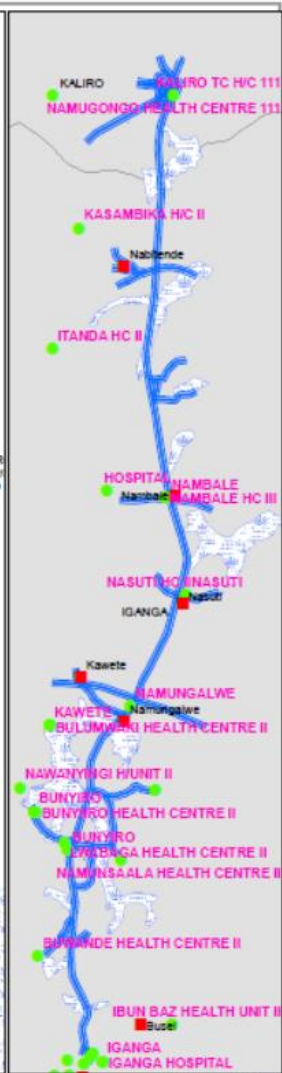 KALIRO
KALIRO TC H/C 111
NAMUGONGO HEALTH CENTRE 111
KASAMBIKA H/C II
Nabitende
ITANDA HC II
HOSPITAL
NAMBALE
Nambale
NAMBALE HC III
NASUTI HC II
NASUTI
Nasuti
IGANGA
Kawete
NAMUNGALWE
Namungalwe
KAWETE
BULUMWAKI HEALTH CENTRE II
NAWANYINGI H/UNIT II
BUNYIRO
BUNYIRO HEALTH CENTRE II
BUNYIRO
LWABAGA HEALTH CENTRE II
NAMUNSAALA HEALTH CENTRE II
BUWANDE HEALTH CENTRE II
IBUN BAZ HEALTH UNIT II
Busei
IGANGA
IGANGA HOSPITAL